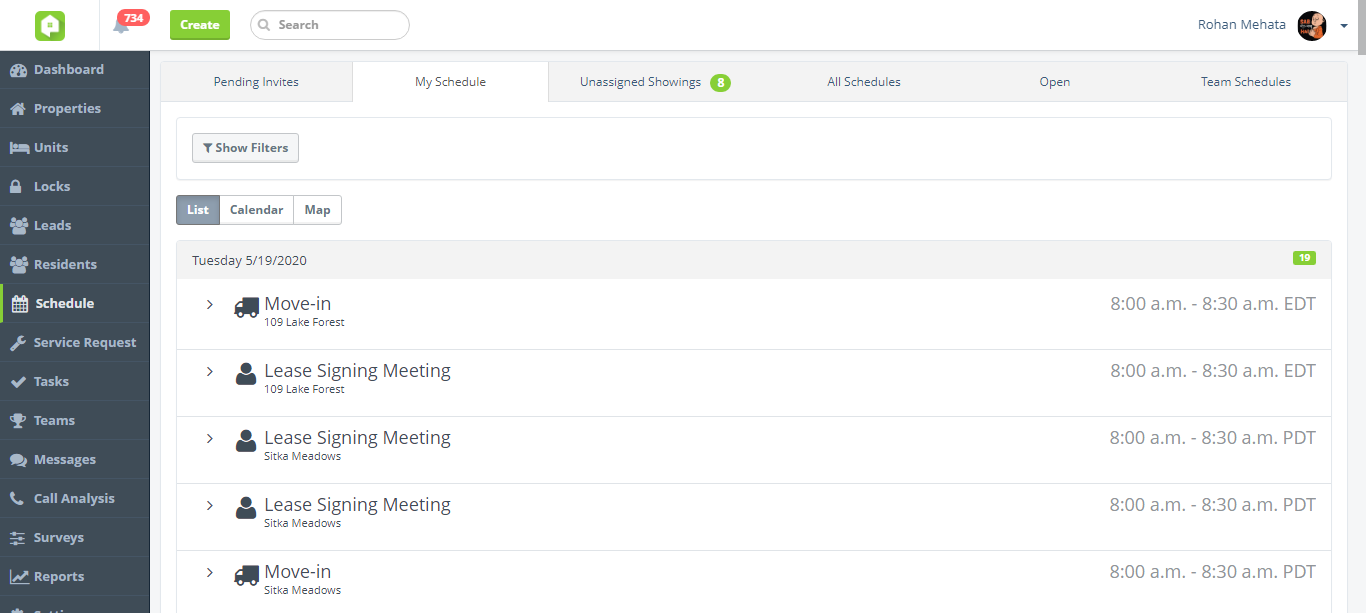 734
Create
Search
Rohan Mehata
Dashboard
Properties
Units
Locks
Leads
Residents
Schedule
Service Request
Tasks
Teams
Messages
Call Analysis
Surveys
Reports
Pending Invites
My Schedule
Unassigned Showings 8
All Schedules
Open
Team Schedules
Show Filters
List
Calendar
Map
Tuesday 5/19/2020
19
Move-in
8:00 a.m. - 8:30 a.m. EDT
109 Lake Forest
Lease Signing Meeting
8:00 a.m. - 8:30 a.m. EDT
109 Lake Forest
Lease Signing Meeting
8:00 a.m. - 8:30 a.m. PDT
Sitka Meadows
Lease Signing Meeting
8:00 a.m. - 8:30 a.m. PDT
Sitka Meadows
Move-in
8:00 a.m. - 8:30 a.m. PDT
Sitka Meadows